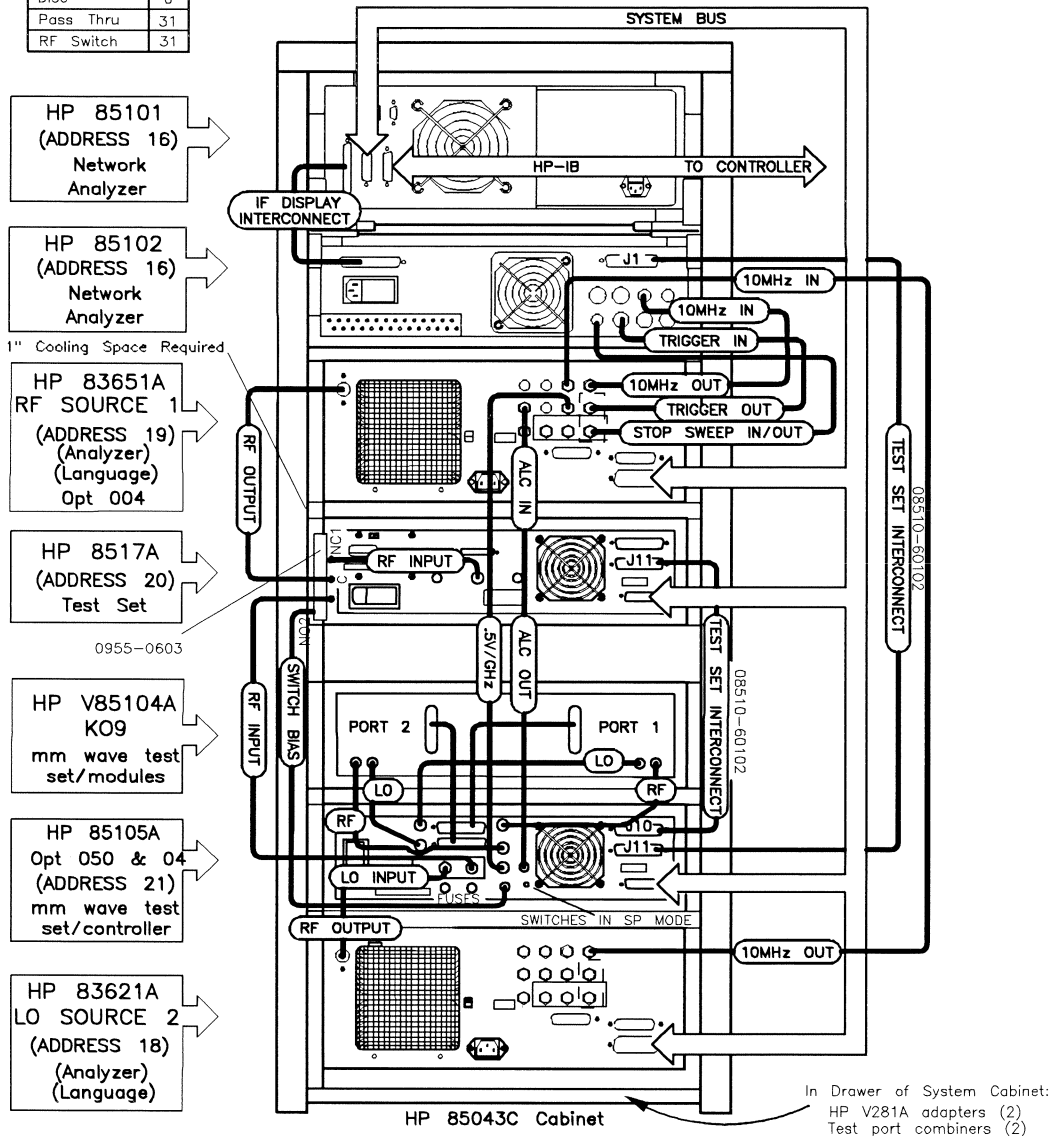 Pass Thru 31
RF Switch 31
SYSTEM BUS
HP 85101
(ADDRESS 16)
Network
Analyzer
HP-IB
TO CONTROLLER
IF DISPLAY
INTERCONNECT
HP 85102
(ADDRESS 16)
Network
Analyzer
J1
10MHz IN
10MHz IN
TRIGGER IN
1" Cooling Space Required
HP 83651A
RF SOURCE 1
(ADDRESS 19)
(Analyzer)
(Language)
Opt 004
10MHz OUT
TRIGGER OUT
STOP SWEEP IN/OUT
RF OUTPUT
ALC IN
TEST SET INTERCONNECT
08510-60102
HP 8517A
(ADDRESS 20)
Test Set
0955-0603
NC1
C
NO2
RF INPUT
J11
.5V/GHz
ALC OUT
TEST SET INTERCONNECT
08510-60102
SWITCH BIAS
RF INPUT
HP V85104A
K09
mm wave test
set/modules
PORT 2
PORT 1
LO
LO
RF
RF
HP 85105A
Opt 050 & 04
(ADDRESS 21)
mm wave test
set/controller
J10
J11
LO INPUT
FUSES
SWITCHES IN SP MODE
RF OUTPUT
10MHz OUT
HP 83621A
LO SOURCE 2
(ADDRESS 18)
(Analyzer)
(Language)
HP 85043C Cabinet
In Drawer of System Cabinet:
HP V281A adapters (2)
Test port combiners (2)